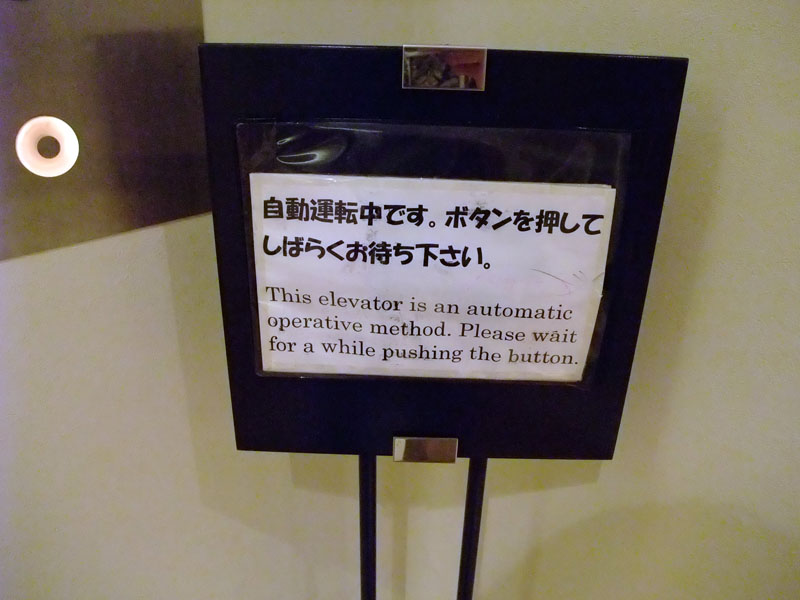 自動運転中です。ボタンを押して
しばらくお待ち下さい。
This elevator is an automatic
operative method. Please wait
for a while pushing the button.